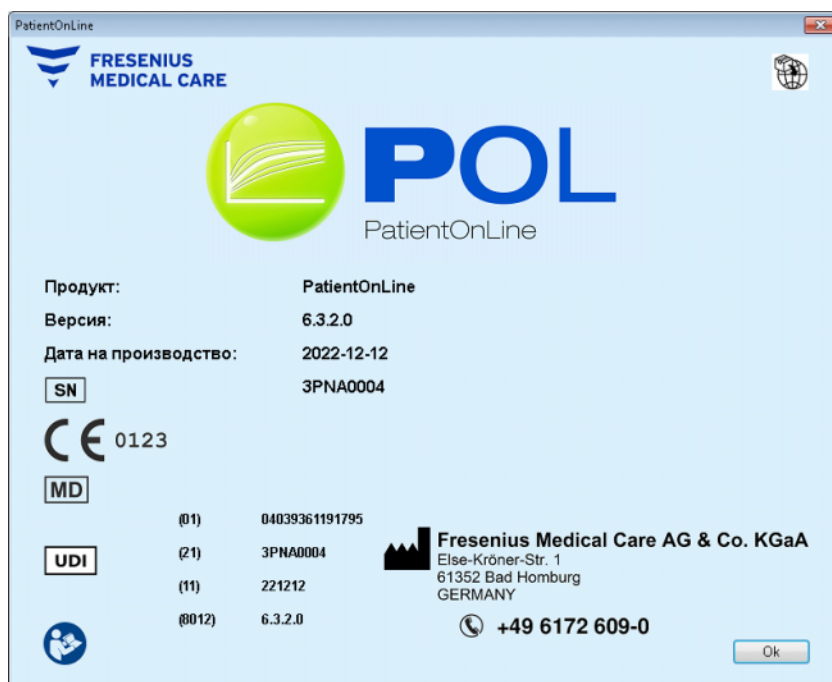 PatientOnLine
FRESENIUS
MEDICAL CARE
POL
PatientOnLine
Продукт: PatientOnLine
Версия: 6.3.2.0
Дата на производство: 2022-12-12
SN 3PNA0004
CE 0123
MD
(01) 04039361191795
UDI (21) 3PNA0004
(11) 221212
(8012) 6.3.2.0
Fresenius Medical Care AG & Co. KGaA
Else-Kröner-Str. 1
61352 Bad Homburg
GERMANY
+49 6172 609-0
Ok